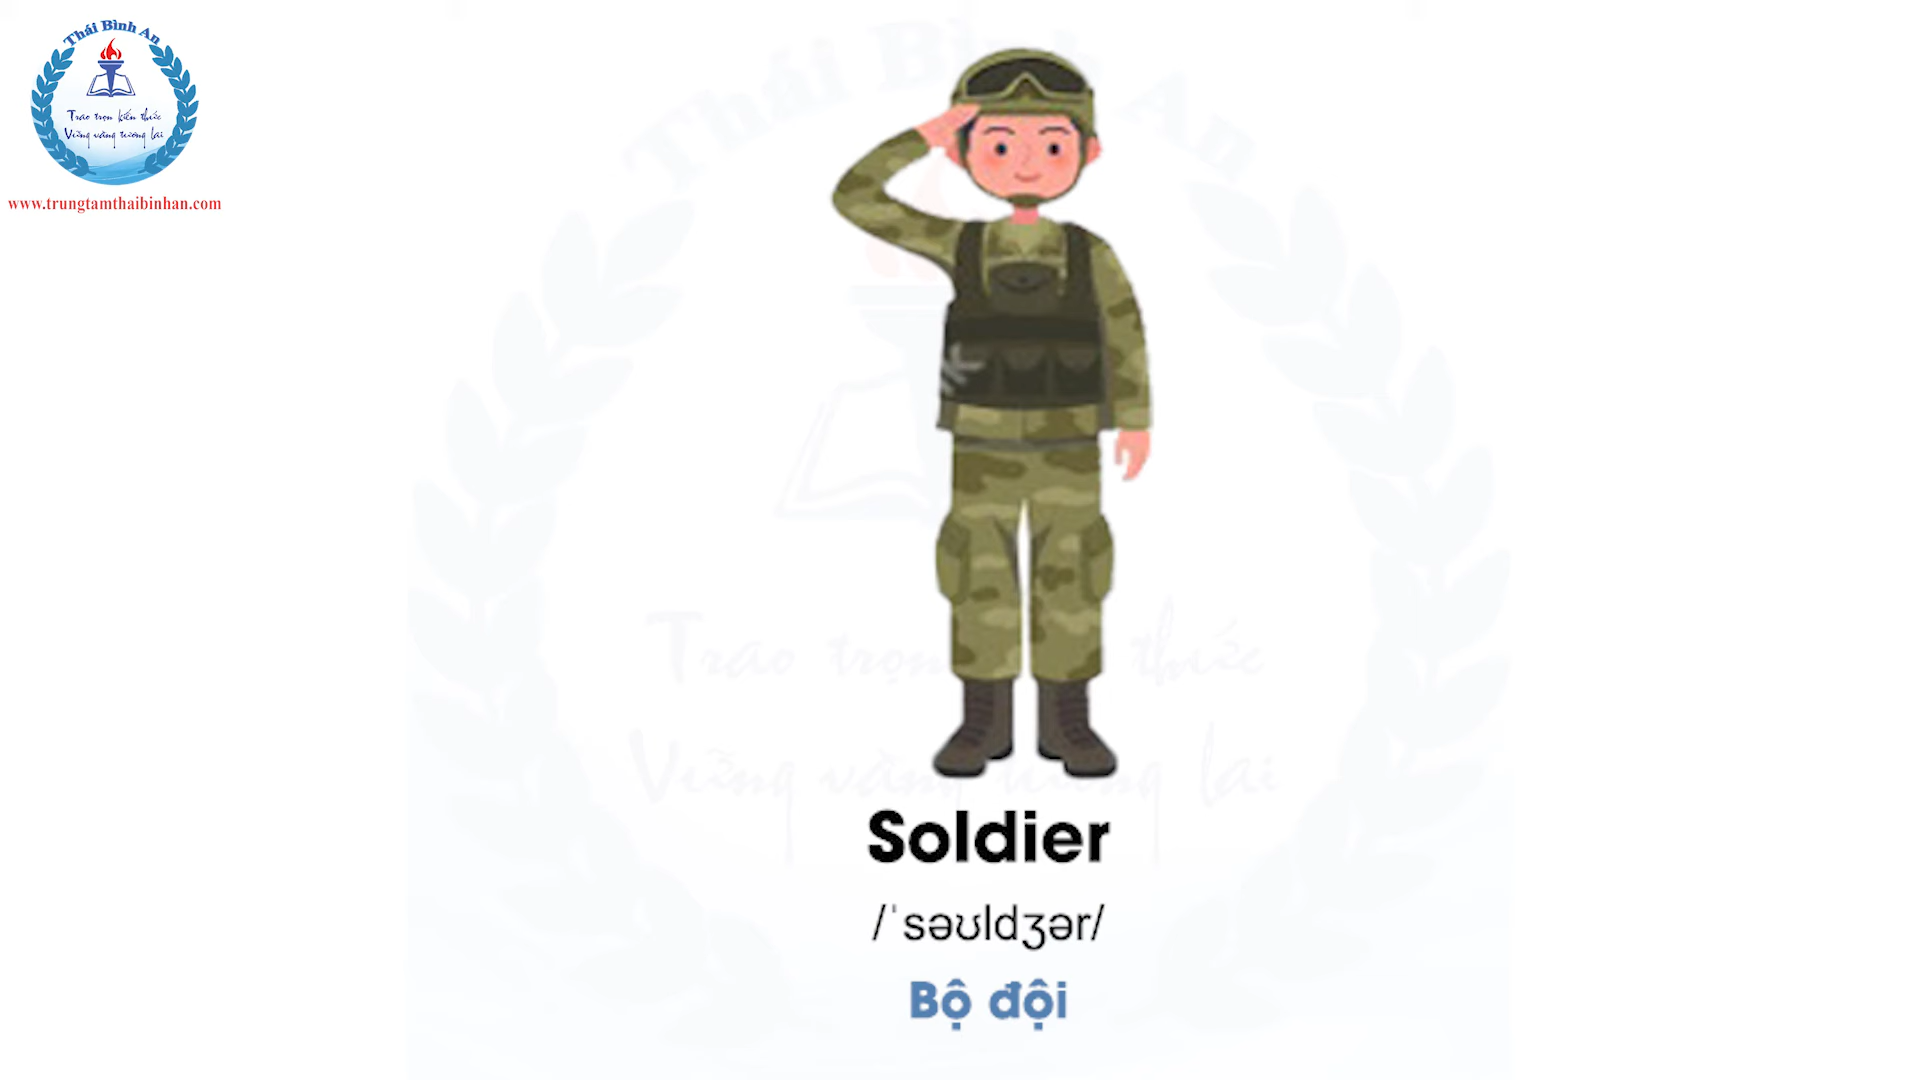 Thái Bình An
Trao trọn kiến thức
Vững vàng tương lai
www.trungtamthaibinhan.com
Soldier
/ˈsəʊldʒər/
Bộ đội